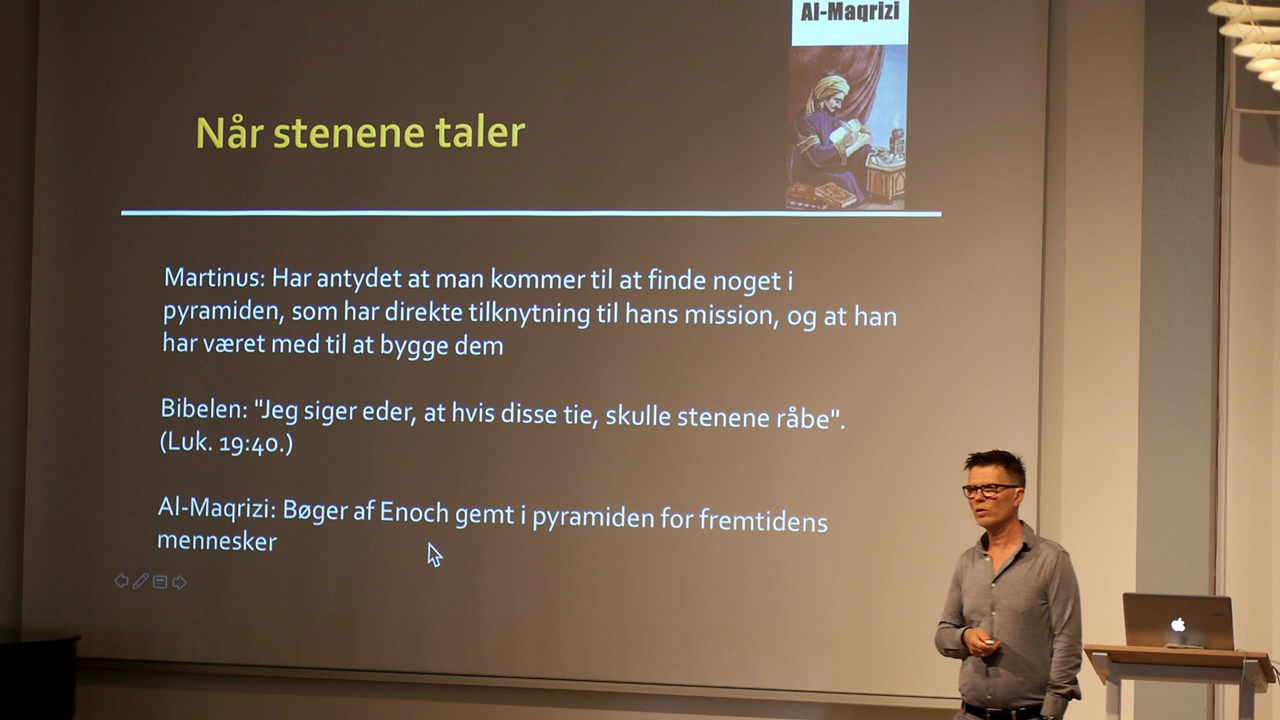 Al-Maqrizi
Når stenene taler
Martinus: Har antydet at man kommer til at finde noget i
pyramiden, som har direkte tilknytning til hans mission, og at han
har været med til at bygge dem
Bibelen: "Jeg siger eder, at hvis disse tie, skulle stenene råbe".
(Luk. 19:40.)
Al-Maqrizi: Bøger af Enoch gemt i pyramiden for fremtidens
mennesker